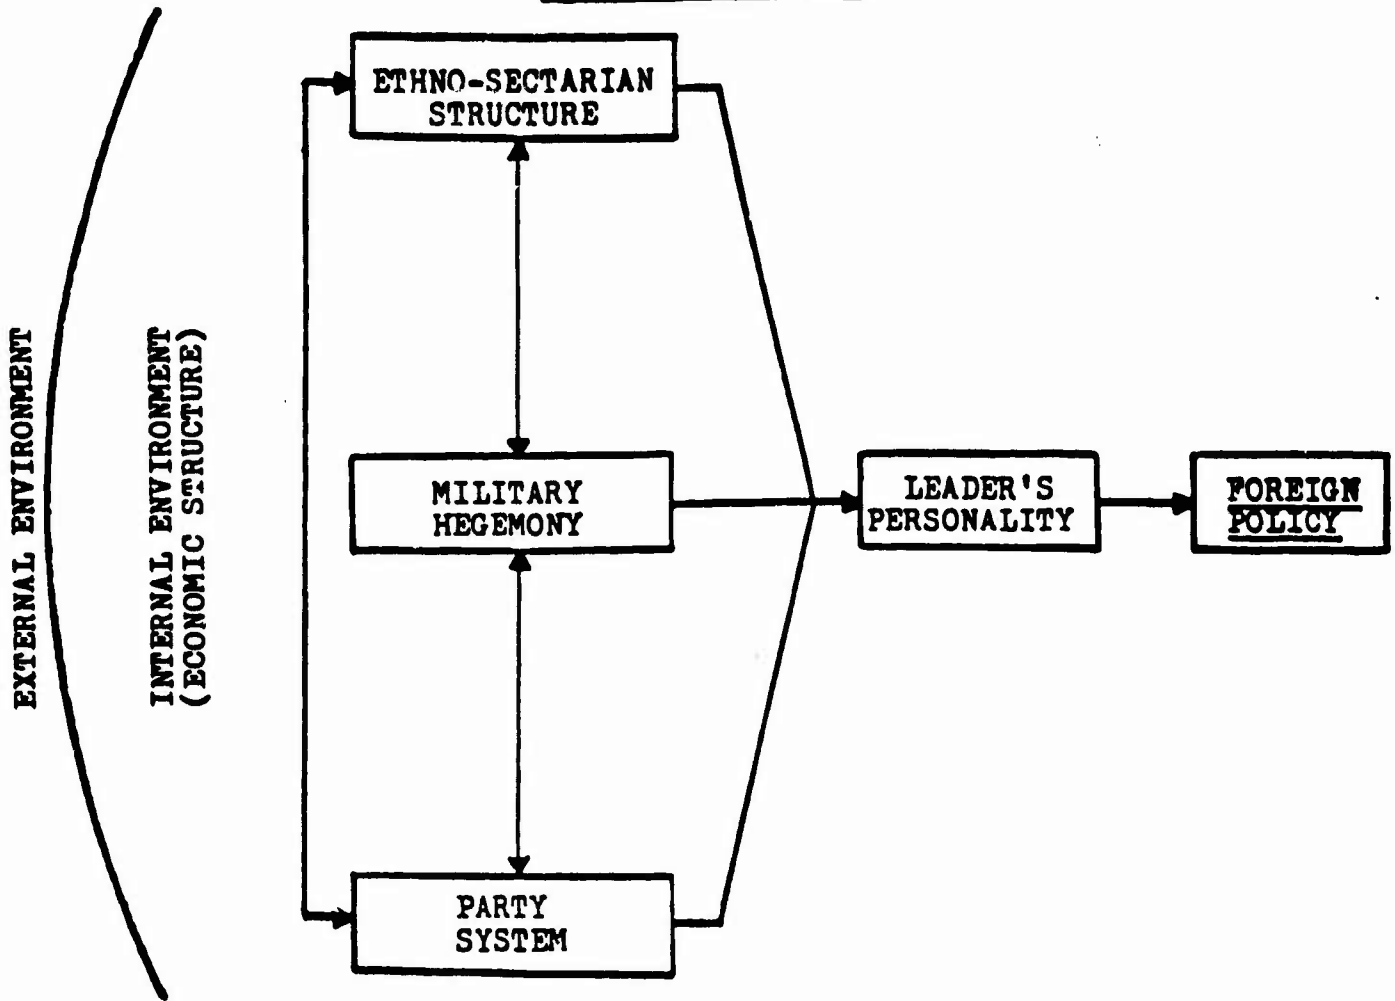 ETHNO-SECTARIAN
STRUCTURE
EXTERNAL ENVIRONMENT
INTERNAL ENVIRONMENT
(ECONOMIC STRUCTURE)
MILITARY
HEGEMONY
LEADER'S
PERSONALITY
FOREIGN
POLICY
PARTY
SYSTEM